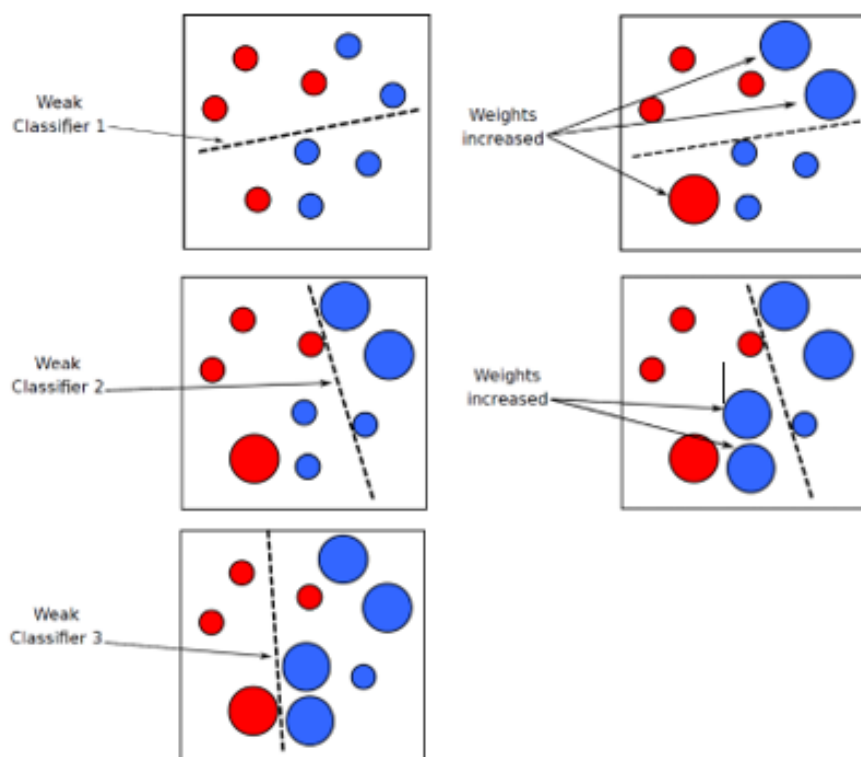 Weak
Classifier 1
Weights
increased
Weak
Classifier 2
Weights
increased
Weak
Classifier 3